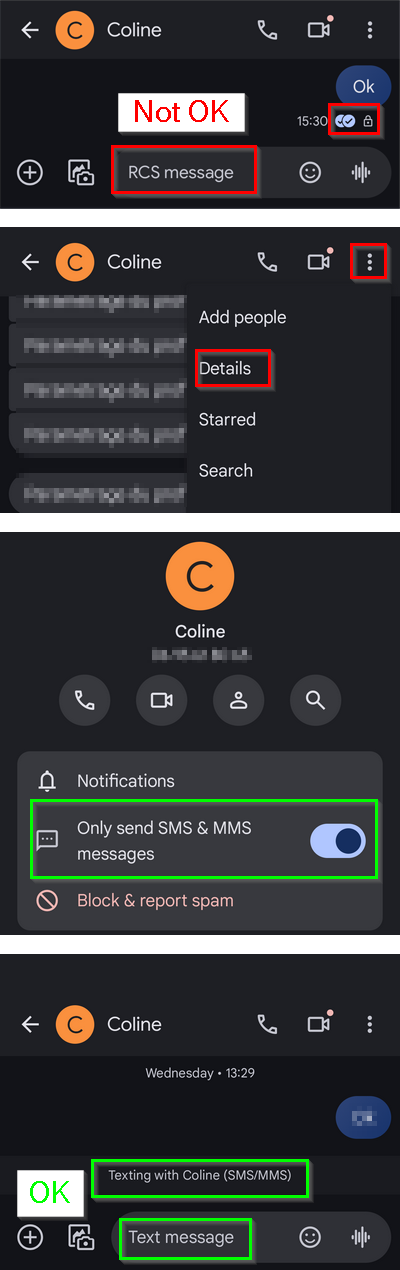 C
Coline
Ok
Not OK
15:30
RCS message
C
Coline
Add people
Details
Starred
Search
C
Coline
Notifications
Only send SMS & MMS
messages
Block & report spam
C
Coline
Wednesday • 13:29
Texting with Coline (SMS/MMS)
OK
Text message